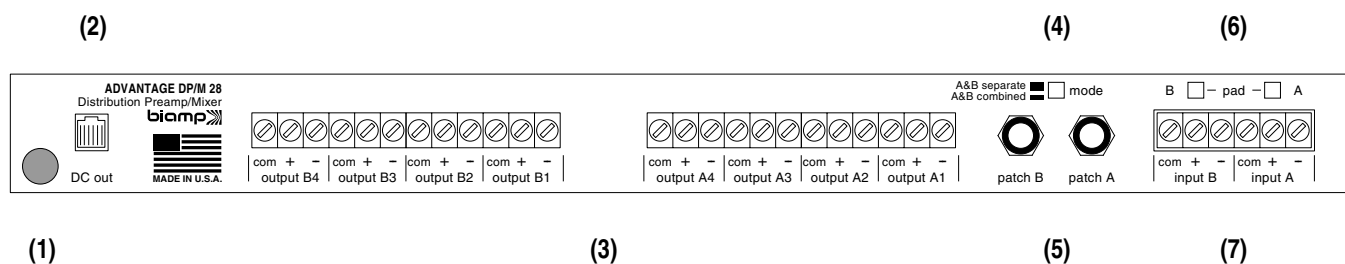 (2) (4) (6)
ADVANTAGE DP/M 28
Distribution Preamp/Mixer
biamp
DC out
MADE IN U.S.A.
com + − com + − com + − com + −
output B4 output B3 output B2 output B1
com + − com + − com + − com + −
output A4 output A3 output A2 output A1
A&B separate
A&B combined
mode
patch B patch A
B − pad − A
com + − com + −
input B input A
(1) (3) (5) (7)